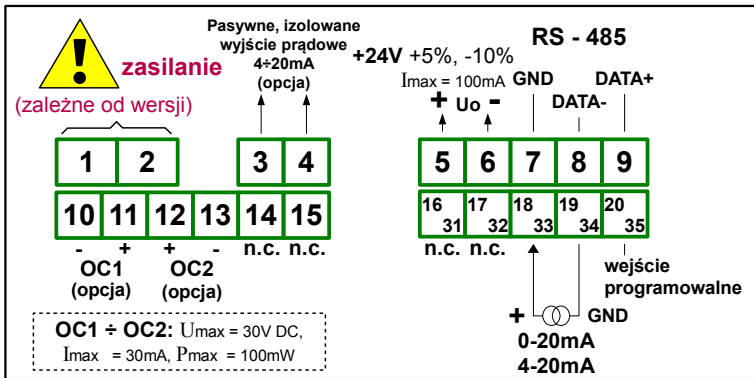 zasilanie
(zależne od wersji)
Pasywne, izolowane
wyjście prądowe
4÷20mA
(opcja)
+24V +5%, -10%
Imax = 100mA
+ Uo -
RS - 485
GND
DATA-
DATA+
1 2 3 4 5 6 7 8 9
10 11 12 13 14 15
16 17 18 19 20
31 32 33 34 35
- + + - n.c. n.c. n.c. n.c.
OC1
(opcja)
OC2
(opcja)
wejście
programowalne
+ GND
0-20mA
4-20mA
OC1 ÷ OC2: Umax = 30V DC,
Imax = 30mA, Pmax = 100mW